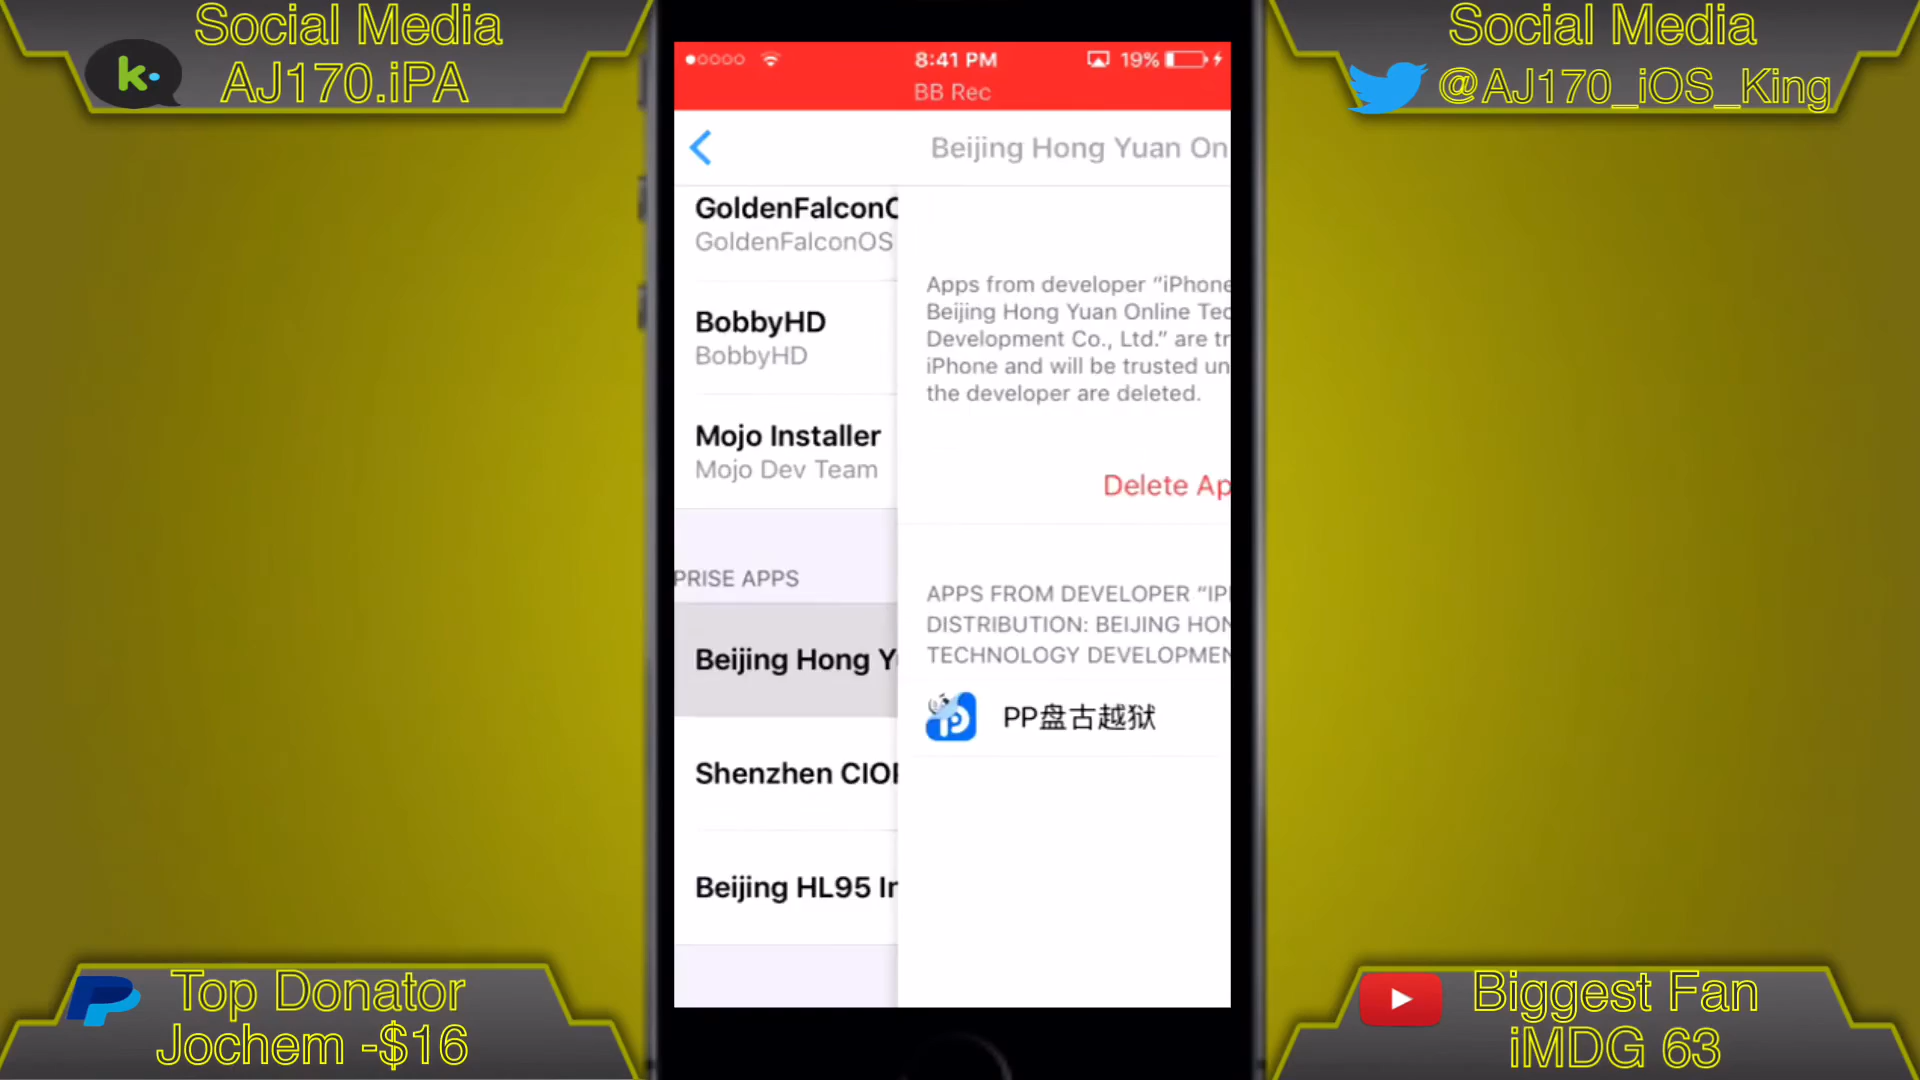 Social Media
AJ170.iPA
Social Media
@AJ170_iOS_King
8:41 PM
19%
BB Rec
Beijing Hong Yuan On
GoldenFalconO
GoldenFalconOS
BobbyHD
BobbyHD
Mojo Installer
Mojo Dev Team
PRISE APPS
Beijing Hong Y
Shenzhen CIO
Beijing HL95 In
Apps from developer “iPhone
Beijing Hong Yuan Online Tec
Development Co., Ltd.” are tr
iPhone and will be trusted un
the developer are deleted.
Delete Ap
APPS FROM DEVELOPER “IP
DISTRIBUTION: BEIJING HON
TECHNOLOGY DEVELOPMEN
PP盘古越狱
Top Donator
Jochem -$16
Biggest Fan
iMDG 63